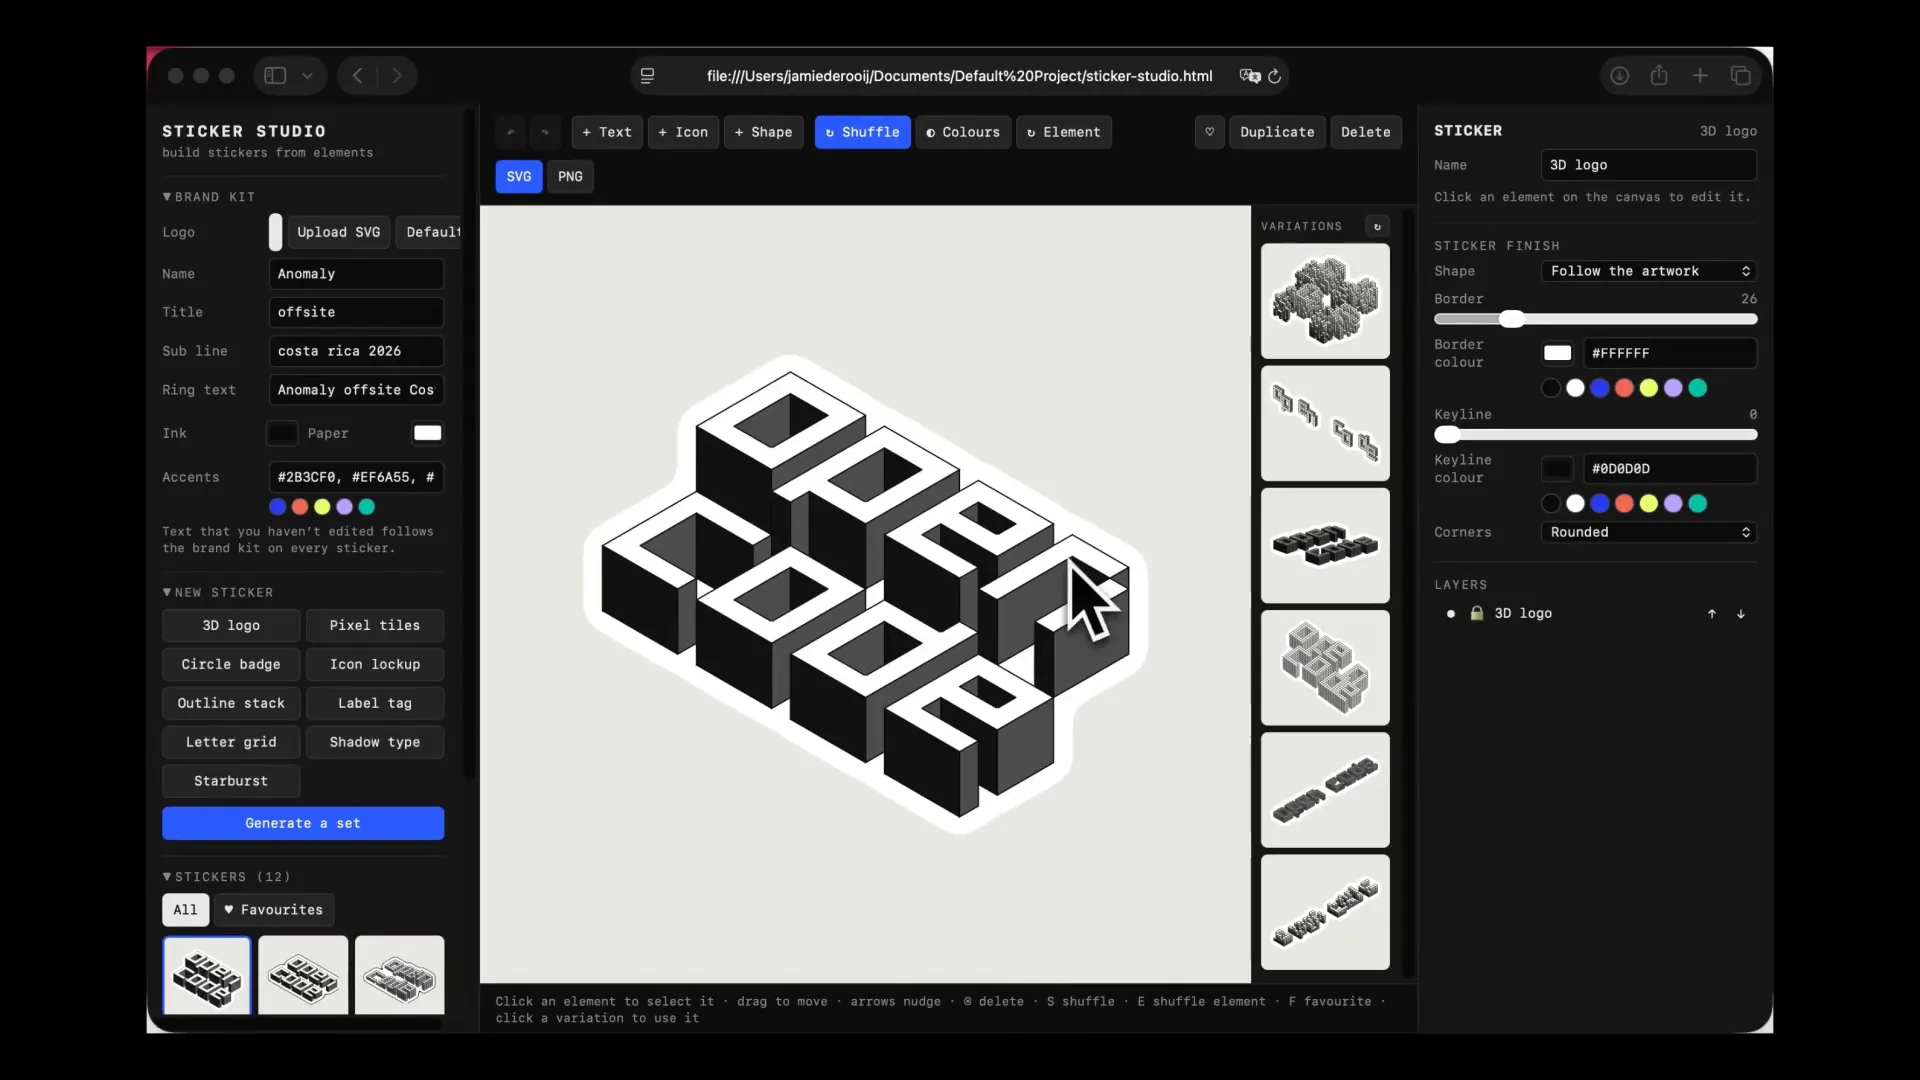 file:///Users/jamiederooij/Documents/Default%20Project/sticker-studio.html
STICKER STUDIO
build stickers from elements
▼BRAND KIT
Logo Upload SVG Default
Name Anomaly
Title offsite
Sub line costa rica 2026
Ring text Anomaly offsite Cos
Ink Paper
Accents #2B3CF0, #EF6A55, #
Text that you haven’t edited follows
the brand kit on every sticker.
▼NEW STICKER
3D logo Pixel tiles
Circle badge Icon lockup
Outline stack Label tag
Letter grid Shadow type
Starburst
Generate a set
▼STICKERS (12)
All ♥ Favourites
+ Text + Icon + Shape ↻ Shuffle ◐ Colours ↻ Element ♡ Duplicate Delete
SVG PNG
open
code
VARIATIONS ↻
Click an element to select it · drag to move · arrows nudge · ⌫ delete · S shuffle · E shuffle element · F favourite ·
click a variation to use it
STICKER 3D logo
Name 3D logo
Click an element on the canvas to edit it.
STICKER FINISH
Shape Follow the artwork
Border 26
Border
colour #FFFFFF
Keyline 0
Keyline
colour #0D0D0D
Corners Rounded
LAYERS
3D logo ↑ ↓